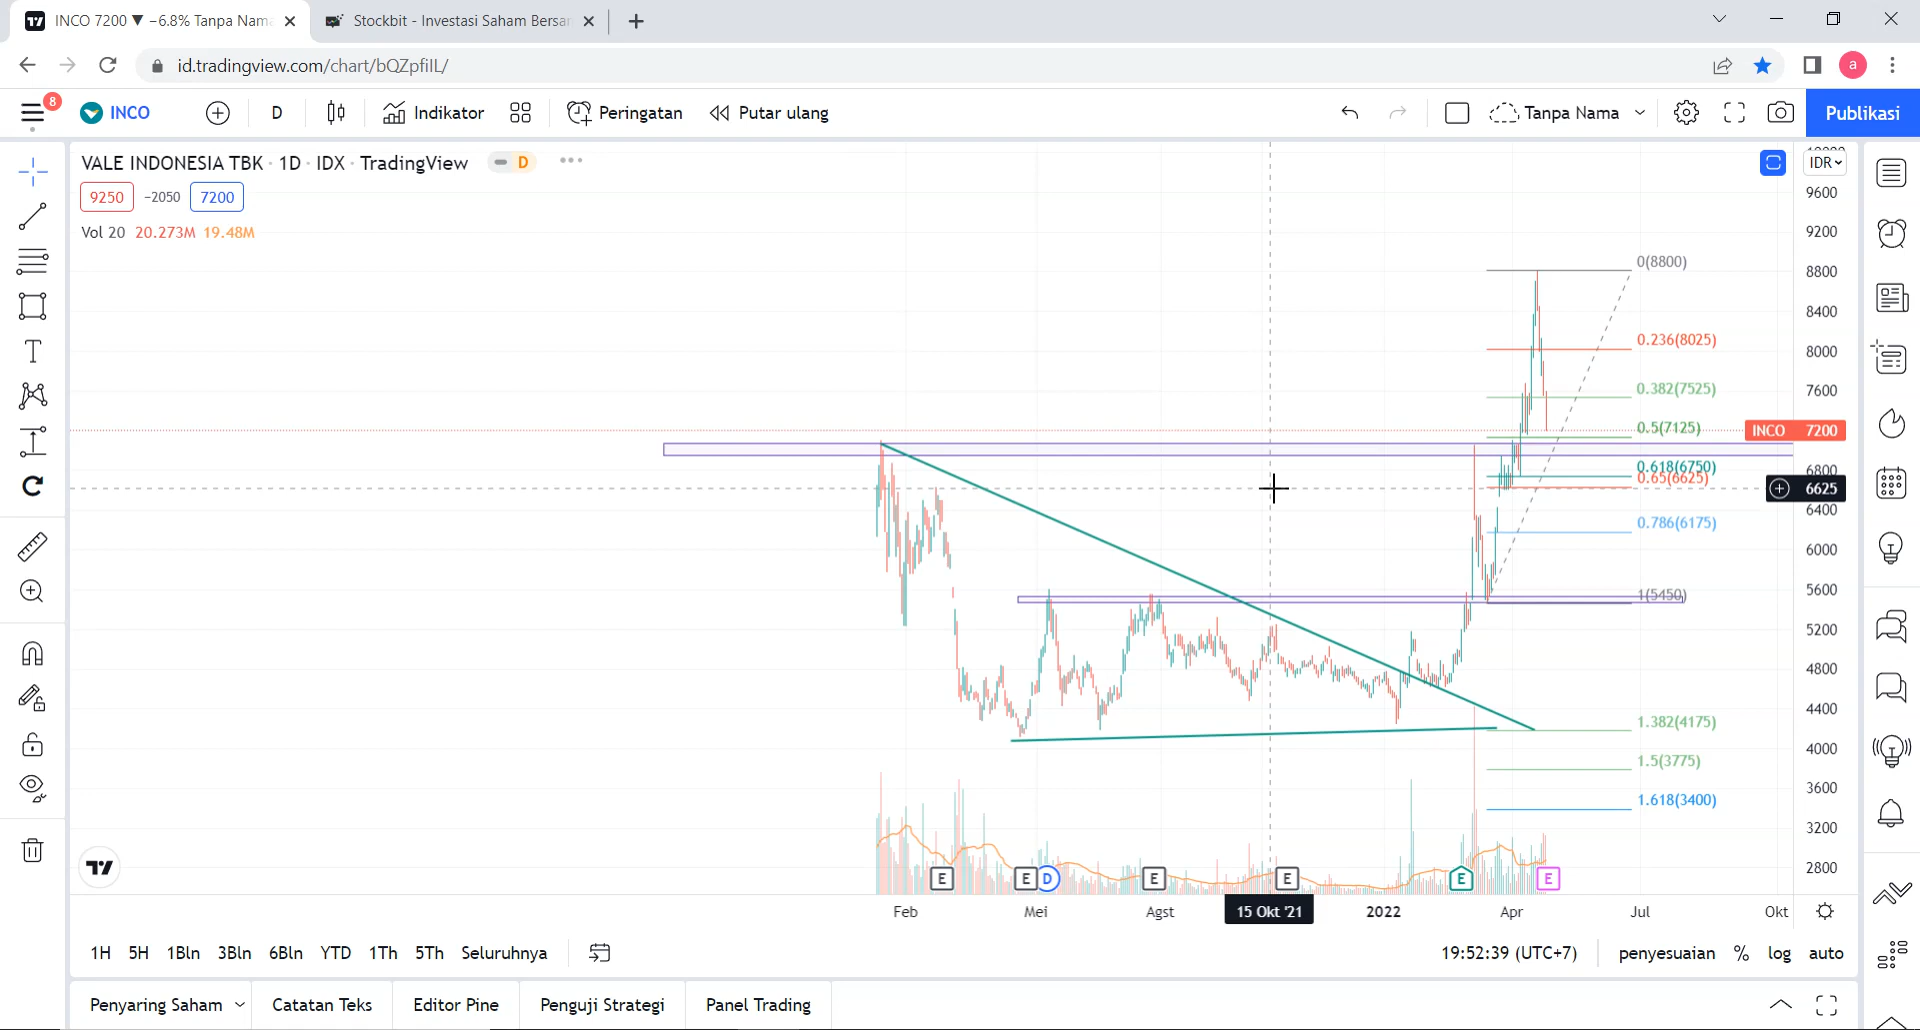 INCO 7200 ▼ −6.8% Tanpa Nama
Stockbit - Investasi Saham Bersam
id.tradingview.com/chart/bQZpfilL/
a
8
INCO
D
Indikator
Peringatan
Putar ulang
Tanpa Nama
Publikasi
VALE INDONESIA TBK · 1D · IDX · TradingView
D
IDR
9250
−2050
7200
Vol 20 20.273M 19.48M
9600
9200
8800
8400
8000
7600
INCO 7200
6800
6625
6400
6000
5600
5200
4800
4400
4000
3600
3200
2800
0(8800)
0.236(8025)
0.382(7525)
0.5(7125)
0.618(6750)
0.65(6625)
0.786(6175)
1(5450)
1.382(4175)
1.5(3775)
1.618(3400)
E E D E E E E
Feb Mei Agst 15 Okt '21 2022 Apr Jul Okt
1H 5H 1Bln 3Bln 6Bln YTD 1Th 5Th Seluruhnya
19:52:39 (UTC+7) penyesuaian % log auto
Penyaring Saham Catatan Teks Editor Pine Penguji Strategi Panel Trading